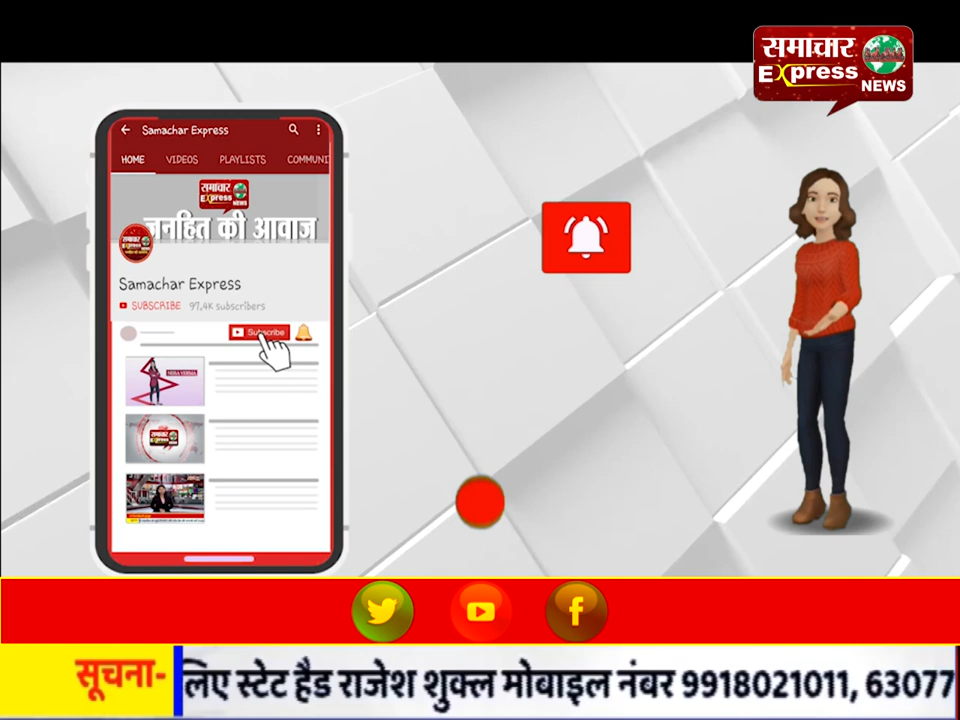 समाचार
Express
NEWS
Samachar Express
HOME VIDEOS PLAYLISTS COMMUNI
समाचार
Express
NEWS
जनहित की आवाज
Samachar Express
SUBSCRIBE 97.4K subscribers
Subscribe
NEHA VERMA
सूचना- लिए स्टेट हैड राजेश शुक्ल मोबाइल नंबर 9918021011, 63077